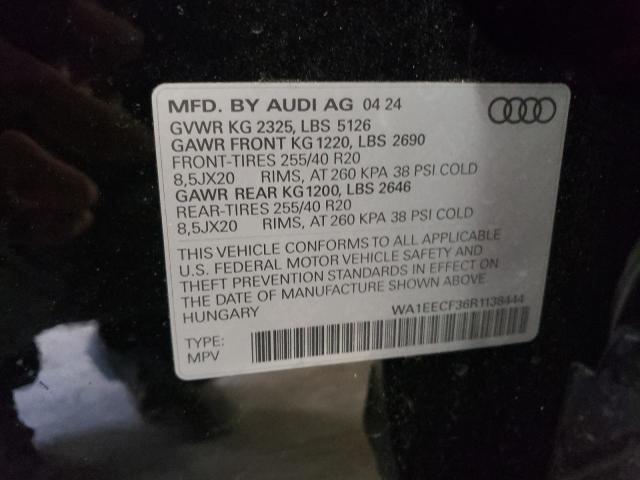 MFD. BY AUDI AG 04 24
GVWR KG 2325, LBS 5126
GAWR FRONT KG 1220, LBS 2690
FRONT-TIRES 255/40 R20
8,5JX20 RIMS, AT 260 KPA 38 PSI COLD
GAWR REAR KG 1200, LBS 2646
REAR-TIRES 255/40 R20
8,5JX20 RIMS, AT 260 KPA 38 PSI COLD
THIS VEHICLE CONFORMS TO ALL APPLICABLE
U.S. FEDERAL MOTOR VEHICLE SAFETY AND
THEFT PREVENTION STANDARDS IN EFFECT ON
THE DATE OF MANUFACTURE SHOWN ABOVE.
HUNGARY WA1EECF36R1138444
TYPE:
MPV